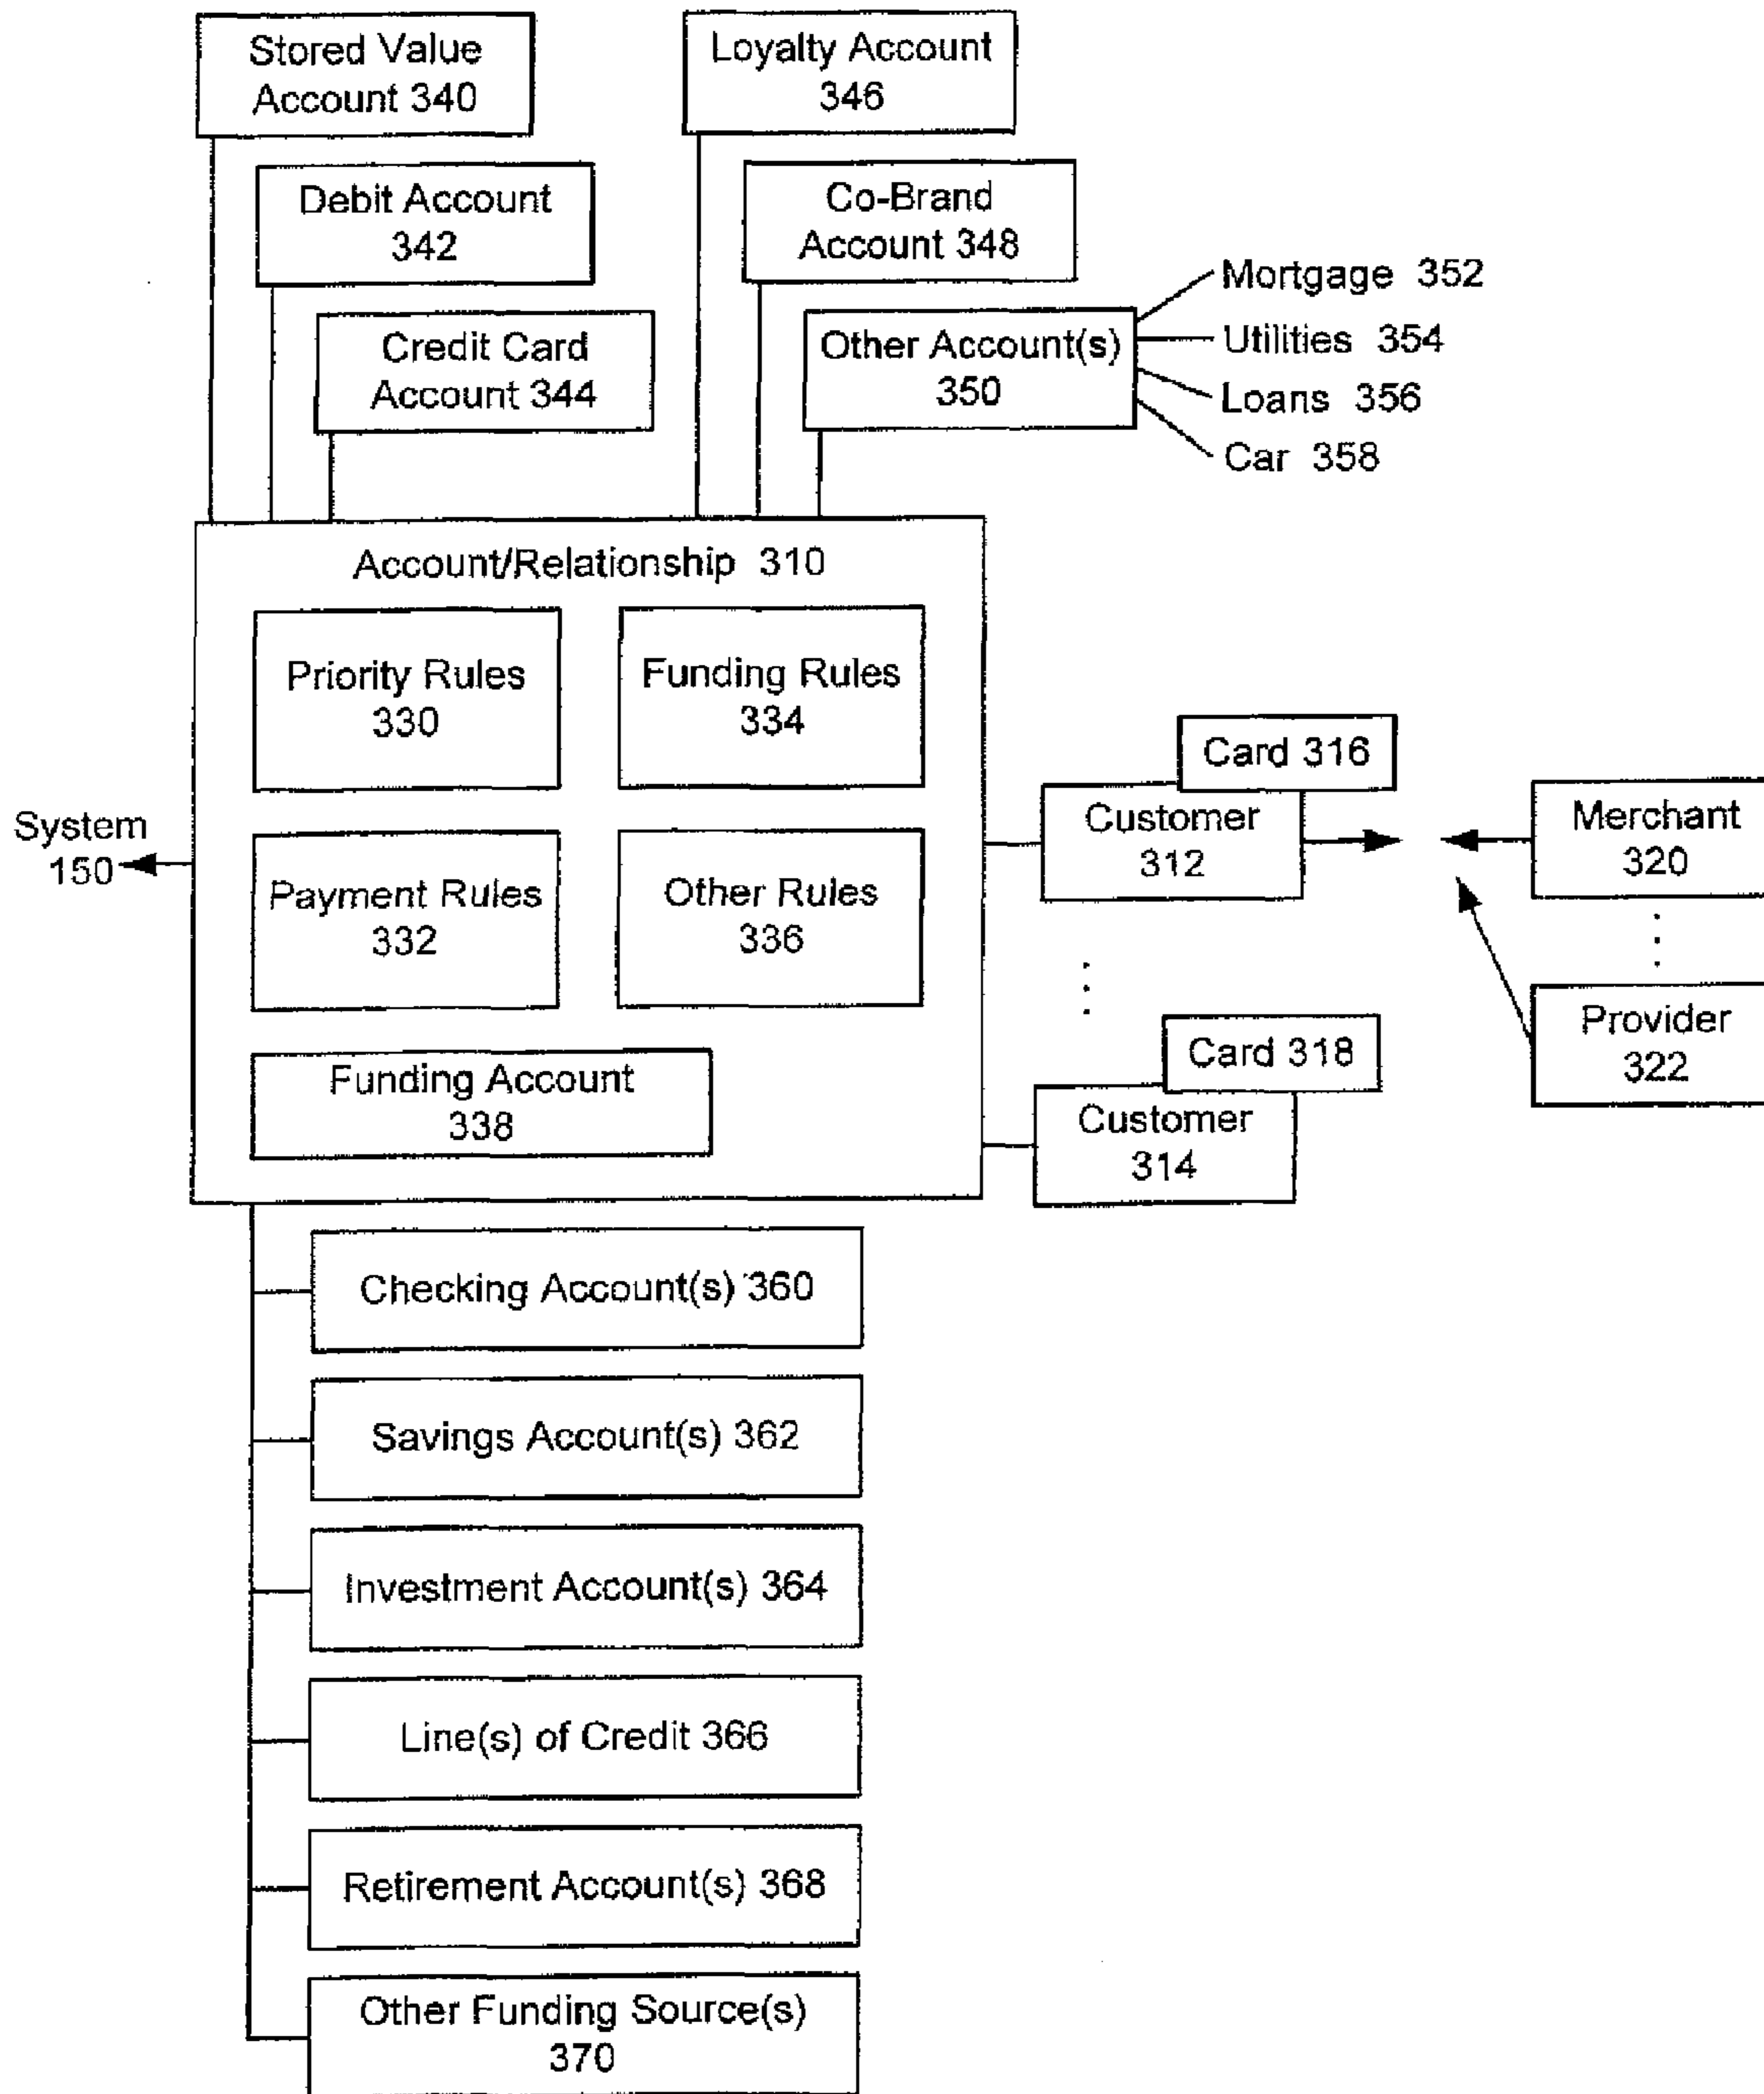 Stored Value
Account 340
Loyalty Account
346
Debit Account
342
Co-Brand
Account 348
Credit Card
Account 344
Other Account(s)
350
Mortgage 352
Utilities 354
Loans 356
Car 358
Account/Relationship 310
Priority Rules
330
Funding Rules
334
Payment Rules
332
Other Rules
336
Funding Account
338
System
150
Card 316
Customer
312
Merchant
320
Provider
322
Card 318
Customer
314
Checking Account(s) 360
Savings Account(s) 362
Investment Account(s) 364
Line(s) of Credit 366
Retirement Account(s) 368
Other Funding Source(s)
370